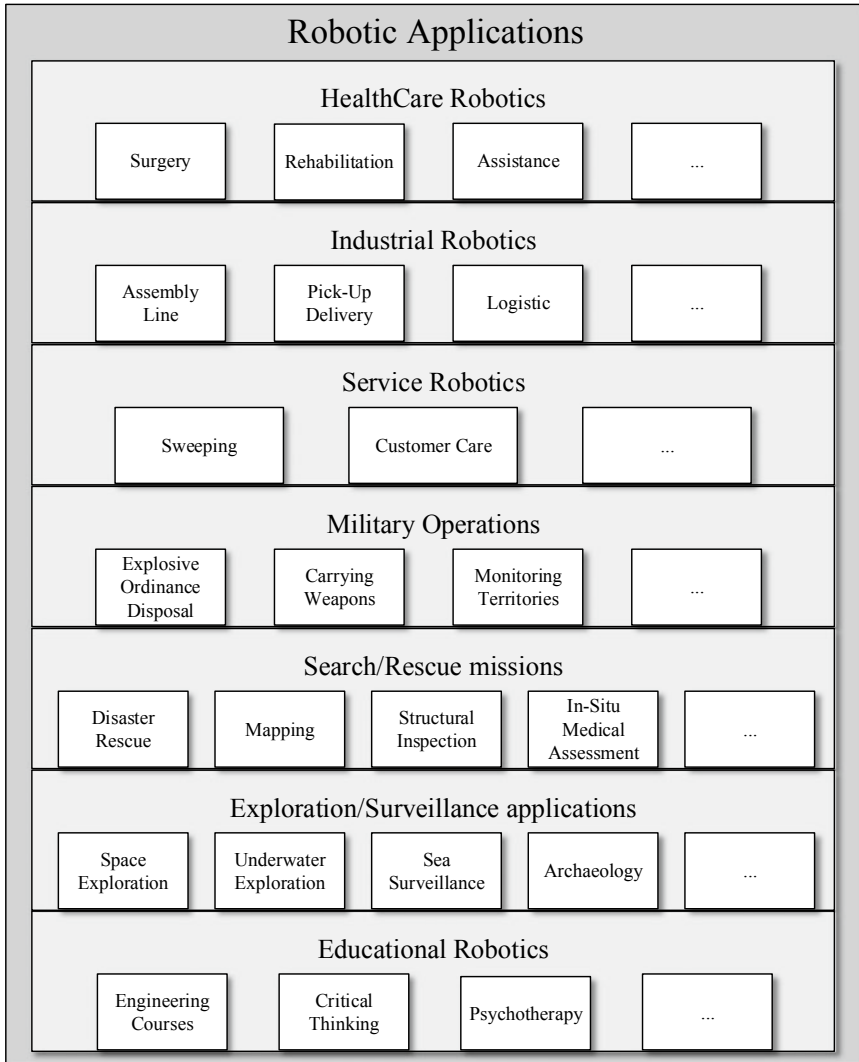 Robotic Applications
HealthCare Robotics
Surgery
Rehabilitation
Assistance
...
Industrial Robotics
Assembly
Line
Pick-Up
Delivery
Logistic
...
Service Robotics
Sweeping
Customer Care
...
Military Operations
Explosive
Ordinance
Disposal
Carrying
Weapons
Monitoring
Territories
...
Search/Rescue missions
Disaster
Rescue
Mapping
Structural
Inspection
In-Situ
Medical
Assessment
...
Exploration/Surveillance applications
Space
Exploration
Underwater
Exploration
Sea
Surveillance
Archaeology
...
Educational Robotics
Engineering
Courses
Critical
Thinking
Psychotherapy
...